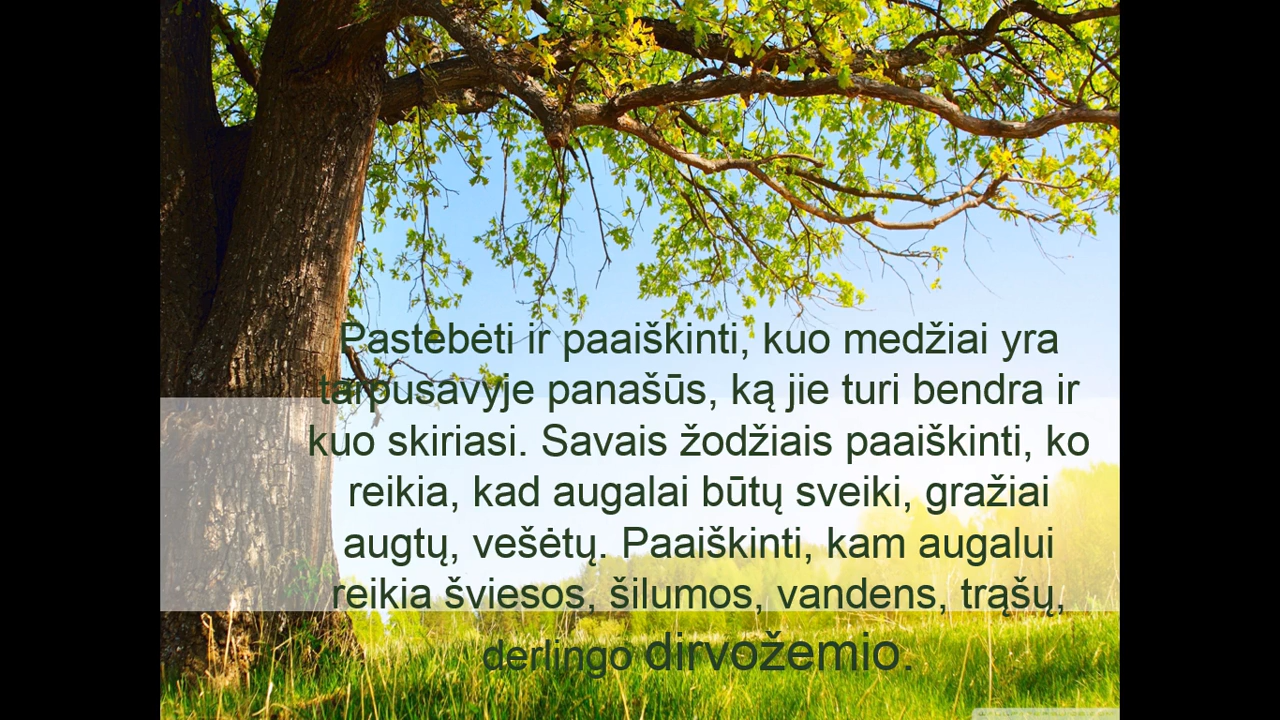 Pastebėti ir paaiškinti, kuo medžiai yra
tarpusavyje panašūs, ką jie turi bendra ir
kuo skiriasi. Savais žodžiais paaiškinti, ko
reikia, kad augalai būtų sveiki, gražiai
augtų, vešėtų. Paaiškinti, kam augalui
reikia šviesos, šilumos, vandens, trąšų,
derlingo dirvožemio.